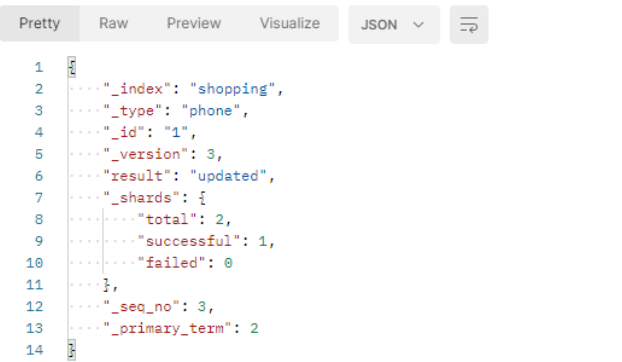 Pretty Raw Preview Visualize JSON
1 {
2 "_index": "shopping",
3 "_type": "phone",
4 "_id": "1",
5 "_version": 3,
6 "result": "updated",
7 "_shards": {
8 "total": 2,
9 "successful": 1,
10 "failed": 0
11 },
12 "_seq_no": 3,
13 "_primary_term": 2
14 }